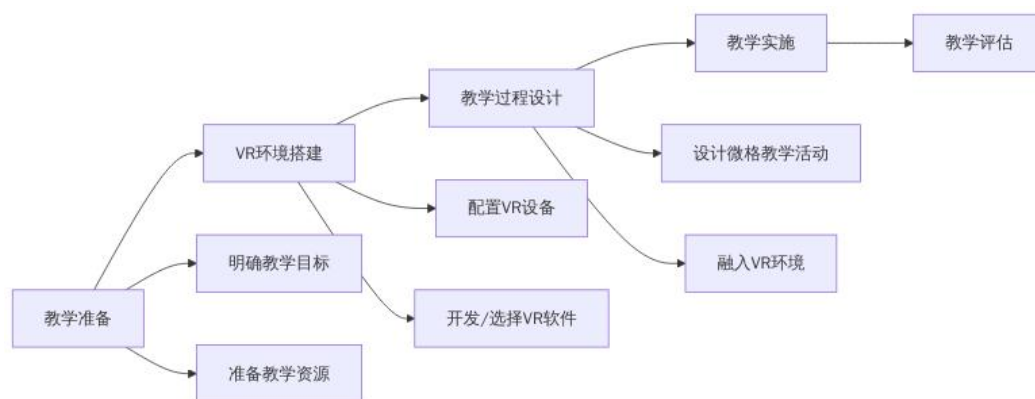 教学实施
教学评估
教学过程设计
VR环境搭建
设计微格教学活动
配置VR设备
明确教学目标
融入VR环境
教学准备
开发/选择VR软件
准备教学资源